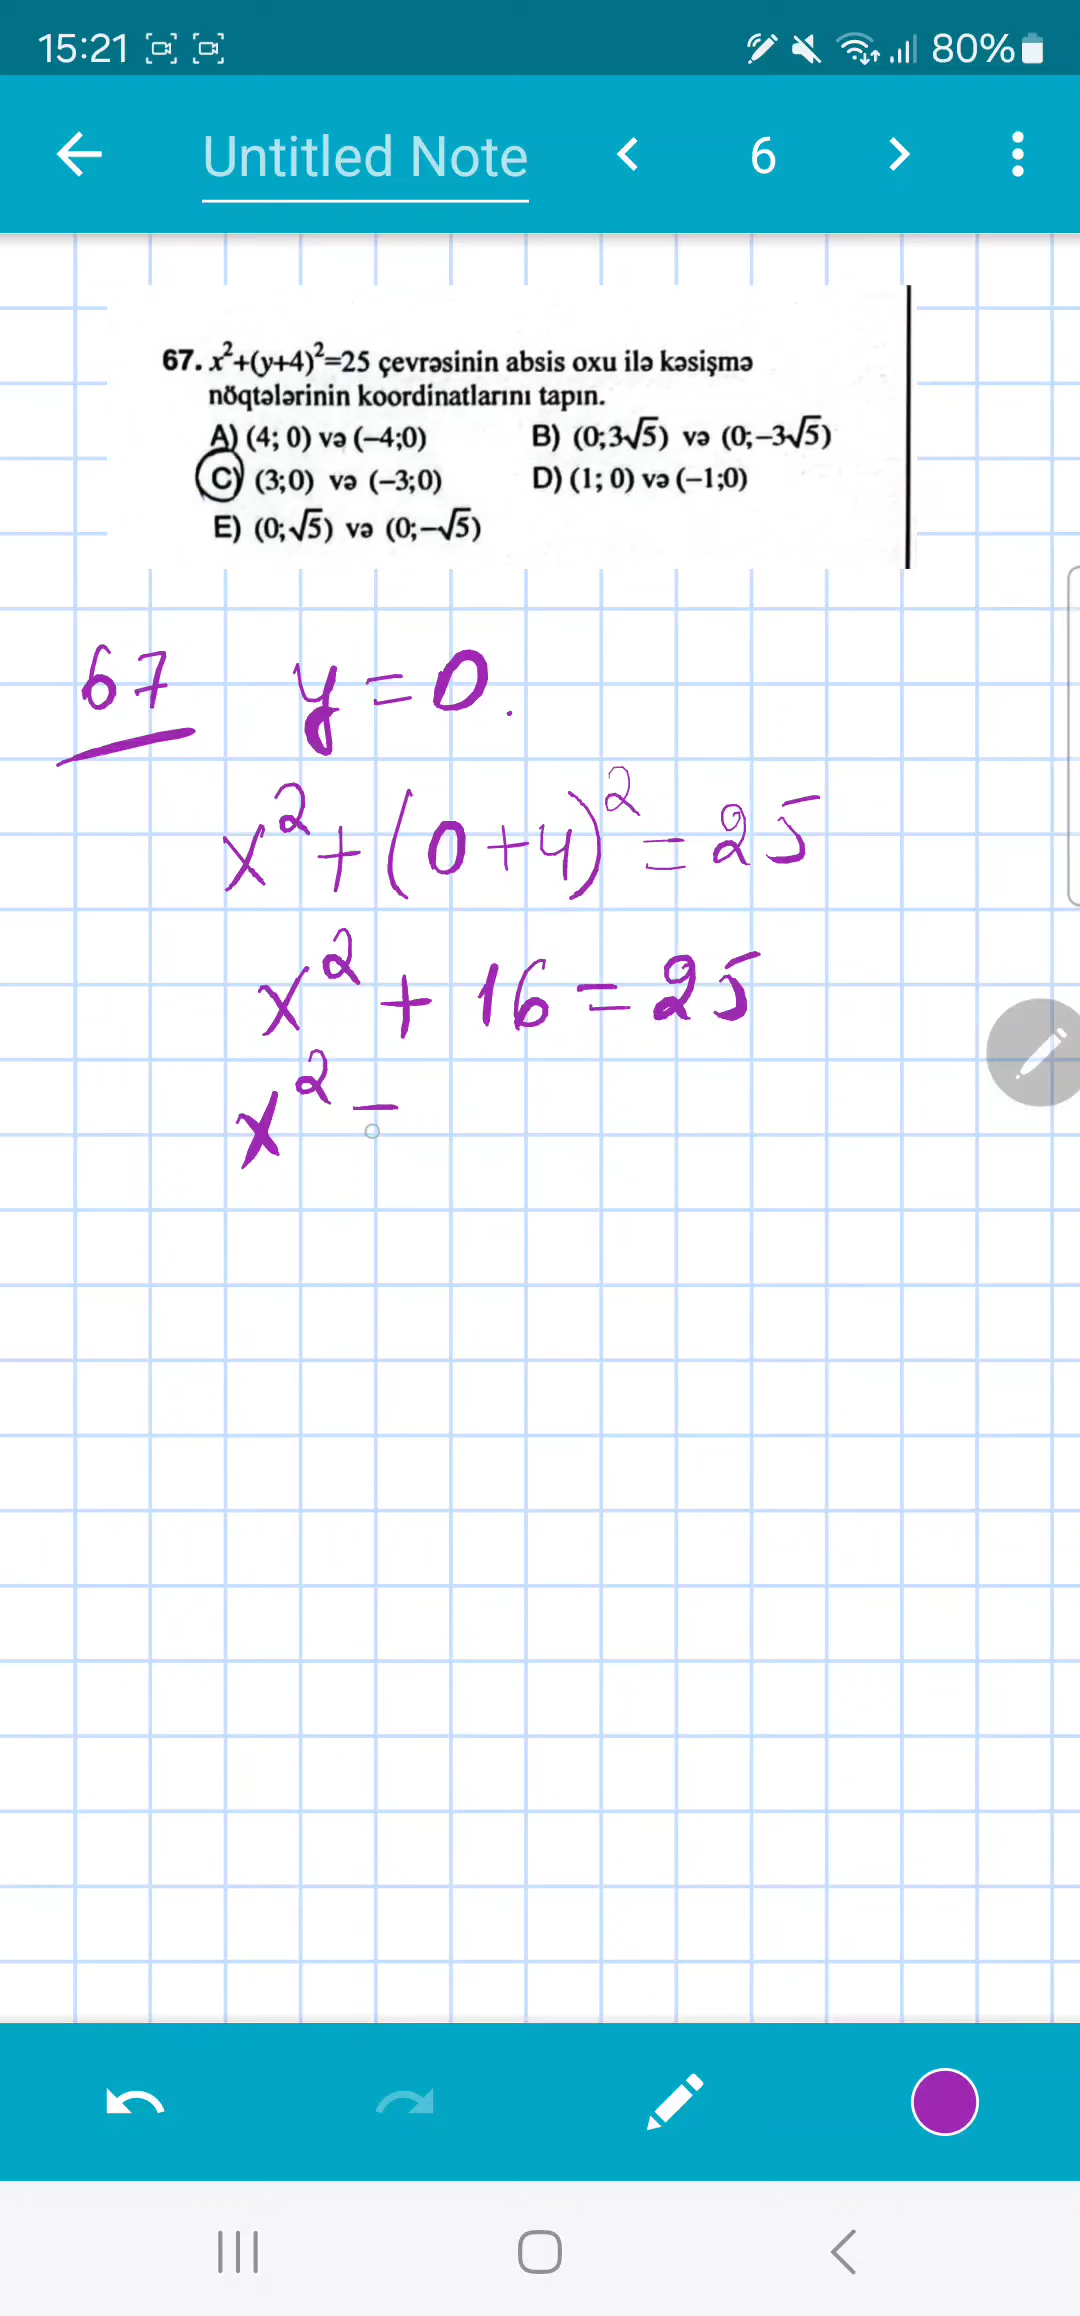 15:21 80%
Untitled Note 6
67. x²+(y+4)²=25 çevrəsinin absis oxu ilə kəsişmə
nöqtələrinin koordinatlarını tapın.
A) (4; 0) və (–4;0) B) (0;3√5) və (0;–3√5)
C) (3;0) və (–3;0) D) (1; 0) və (–1;0)
E) (0;√5) və (0;–√5)
67 y = 0.
x² + (0+4)² = 25
x² + 16 = 25
x² –